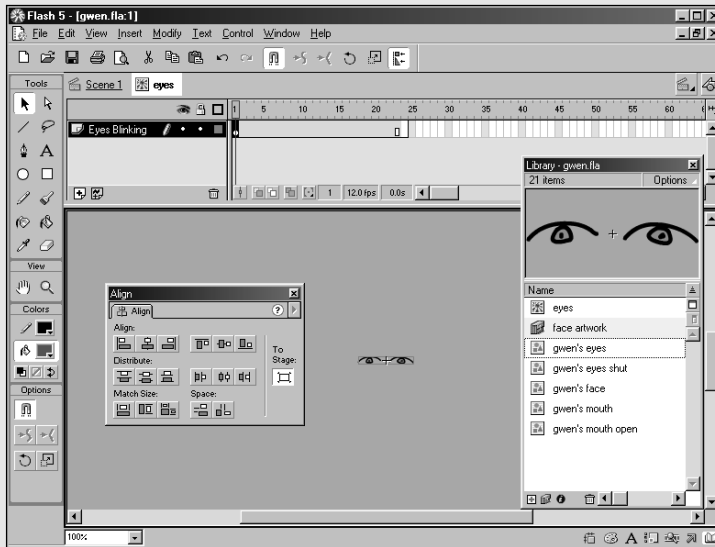 Flash 5 - [gwen.fla:1]
File Edit View Insert Modify Text Control Window Help
Tools
Scene 1 eyes
1 5 10 15 20 25 30 35 40 45 50 55 60
Eyes Blinking
1 12.0 fps 0.0s
View
Colors
Options
Align
Align
Align:
Distribute:
To
Stage:
Match Size: Space:
Library - gwen.fla
21 items Options
Name
eyes
face artwork
gwen's eyes
gwen's eyes shut
gwen's face
gwen's mouth
gwen's mouth open
100%